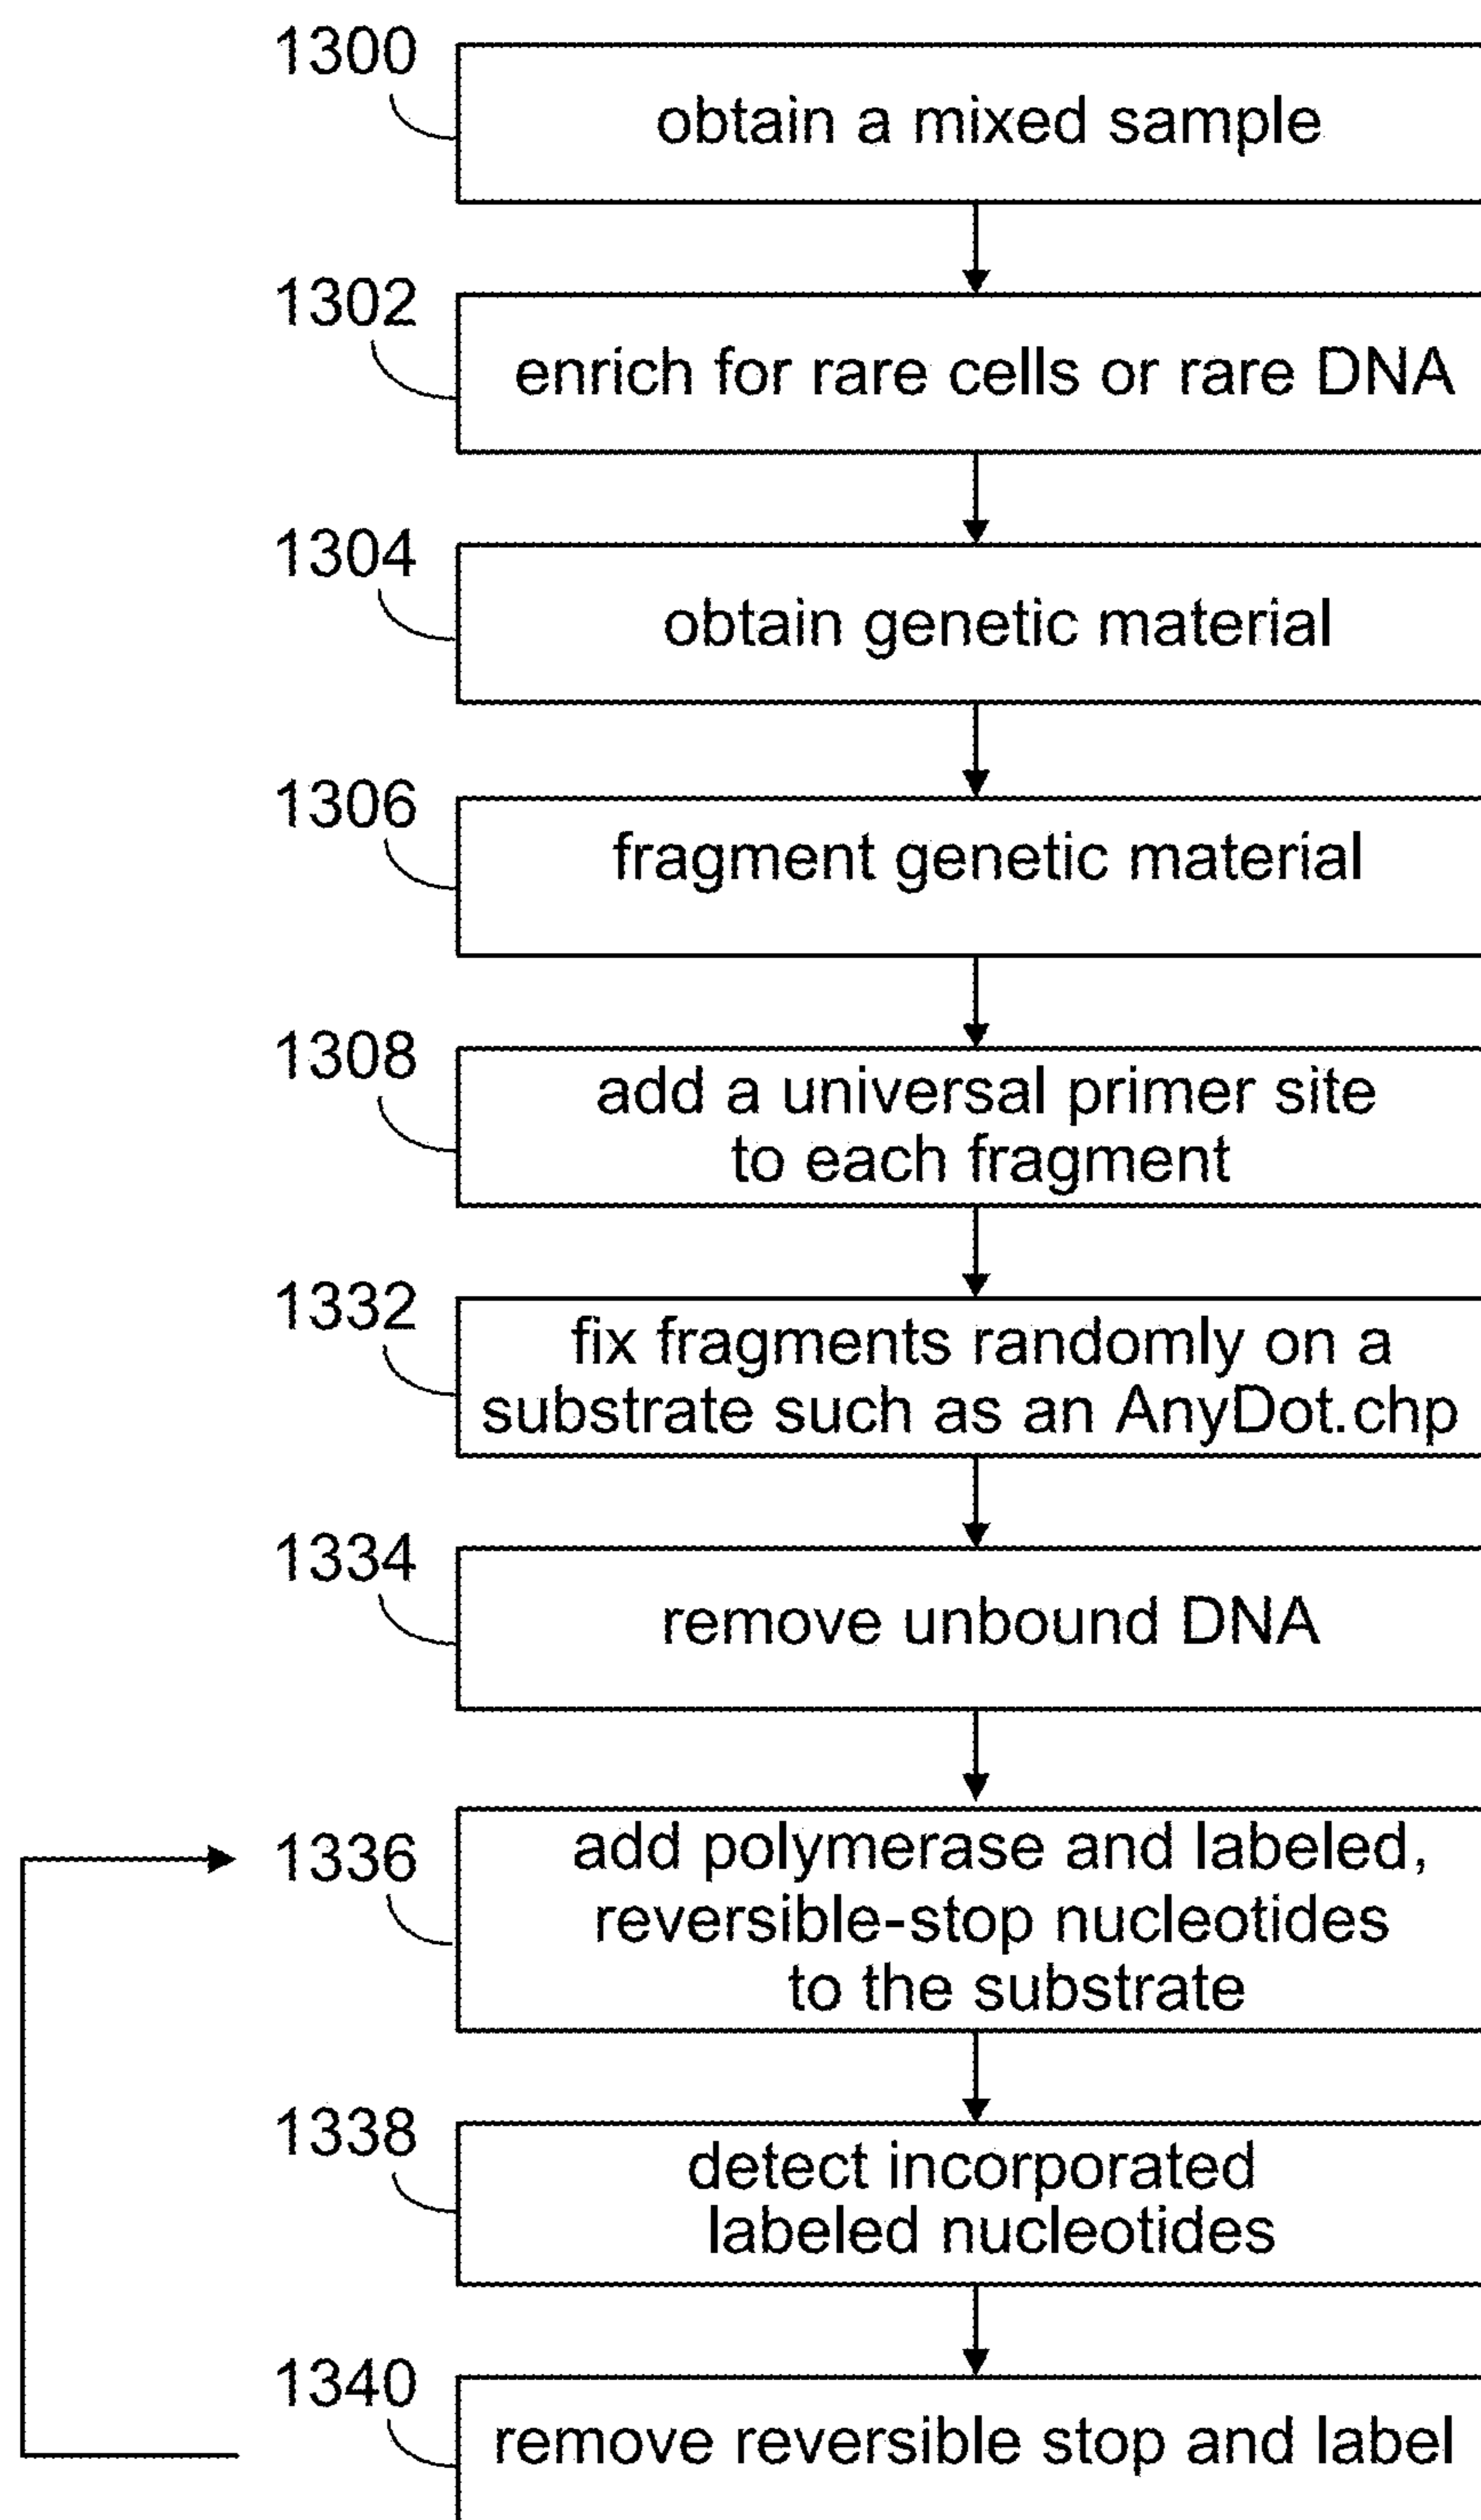 1300
obtain a mixed sample
1302
enrich for rare cells or rare DNA
1304
obtain genetic material
1306
fragment genetic material
1308
add a universal primer site
to each fragment
1332
fix fragments randomly on a
substrate such as an AnyDot.chp
1334
remove unbound DNA
1336
add polymerase and labeled,
reversible-stop nucleotides
to the substrate
1338
detect incorporated
labeled nucleotides
1340
remove reversible stop and label